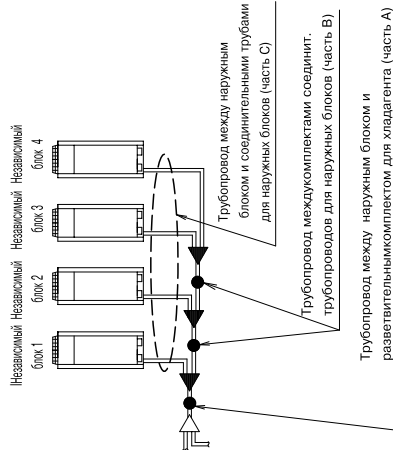 Независимый
блок 1
Независимый
блок 2
Независимый
блок 3
Независимый
блок 4
Трубопровод между наружным
блоком и соединительными трубами
для наружных блоков (часть C)
Трубопровод междукомплектами соединит.
трубопроводов для наружных блоков (часть B)
Трубопровод между наружным блоком и
разветвительнымкомплектом для хладагента (часть A)